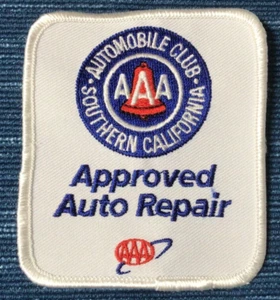 AUTOMOBILE CLUB
AAA
SOUTHERN CALIFORNIA
Approved
Auto Repair
AAA